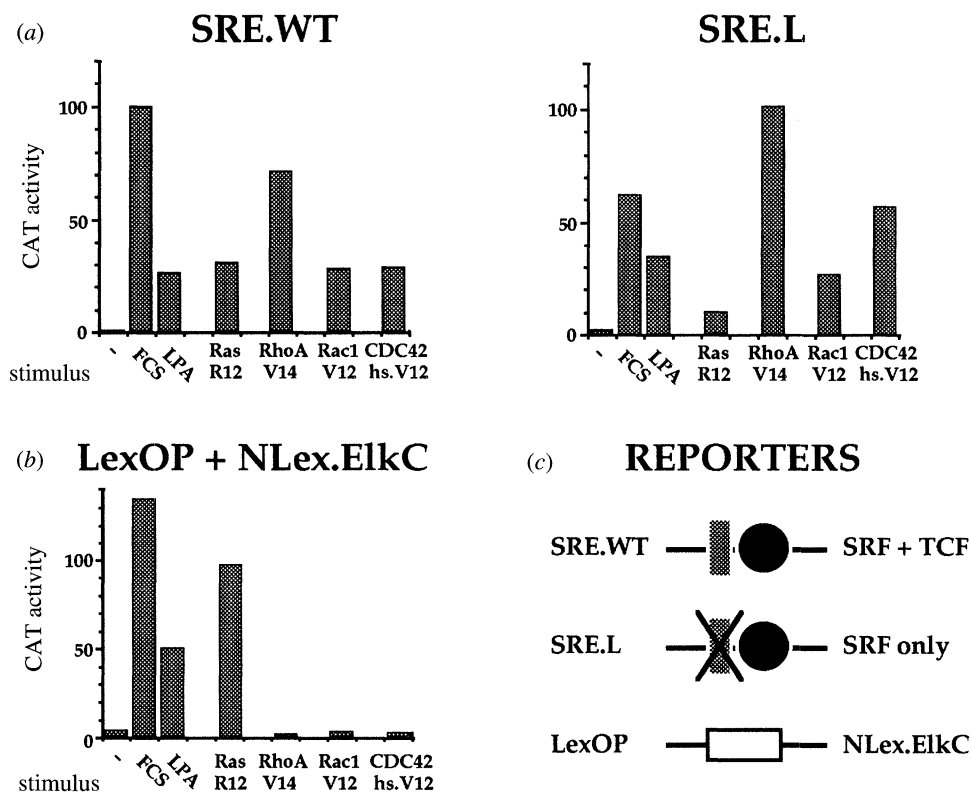 (a) SRE.WT
CAT activity
100
50
0
- FCS LPA Ras RhoA Rac1 CDC42
R12 V14 V12 hs.V12
stimulus
SRE.L
100
50
0
- FCS LPA Ras RhoA Rac1 CDC42
R12 V14 V12 hs.V12
(b) LexOP + NLex.ElkC
CAT activity
100
50
0
- FCS LPA Ras RhoA Rac1 CDC42
R12 V14 V12 hs.V12
stimulus
(c) REPORTERS
SRE.WT SRF + TCF
SRE.L SRF only
LexOP NLex.ElkC